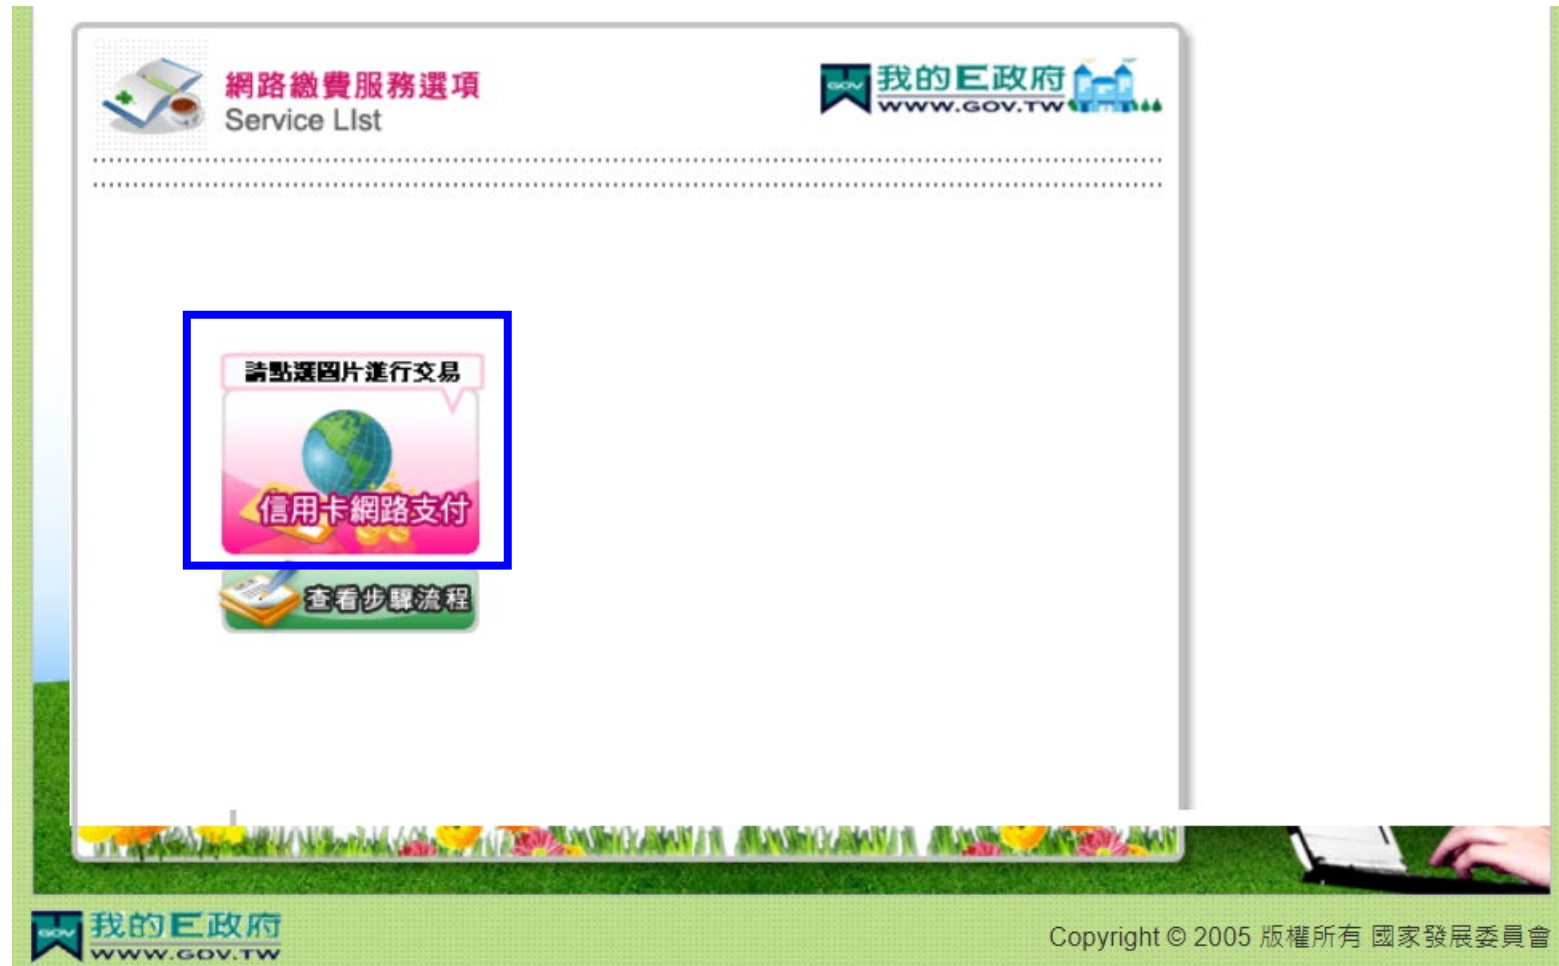 網路繳費服務選項
Service LIst
GOV 我的E政府
WWW.GOV.TW
請點選圖片進行交易
信用卡網路支付
查看步驟流程
GOV 我的E政府
WWW.GOV.TW
Copyright © 2005 版權所有 國家發展委員會